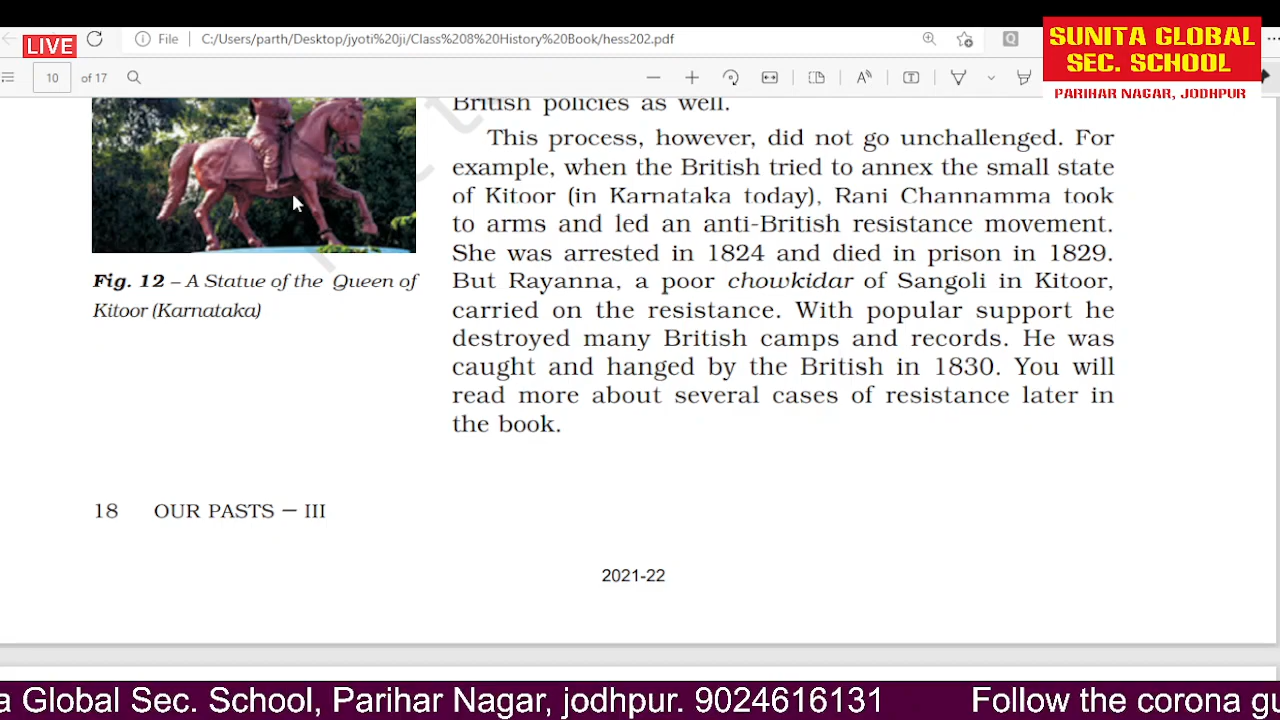 LIVE
File
C:/Users/parth/Desktop/jyoti%20ji/Class%208%20History%20Book/hess202.pdf
SUNITA GLOBAL
SEC. SCHOOL
PARIHAR NAGAR, JODHPUR
10 of 17
British policies as well.
This process, however, did not go unchallenged. For
example, when the British tried to annex the small state
of Kitoor (in Karnataka today), Rani Channamma took
to arms and led an anti-British resistance movement.
She was arrested in 1824 and died in prison in 1829.
But Rayanna, a poor chowkidar of Sangoli in Kitoor,
carried on the resistance. With popular support he
destroyed many British camps and records. He was
caught and hanged by the British in 1830. You will
read more about several cases of resistance later in
the book.
Fig. 12 – A Statue of the Queen of
Kitoor (Karnataka)
18 OUR PASTS – III
2021-22
a Global Sec. School, Parihar Nagar, jodhpur. 9024616131 Follow the corona gu